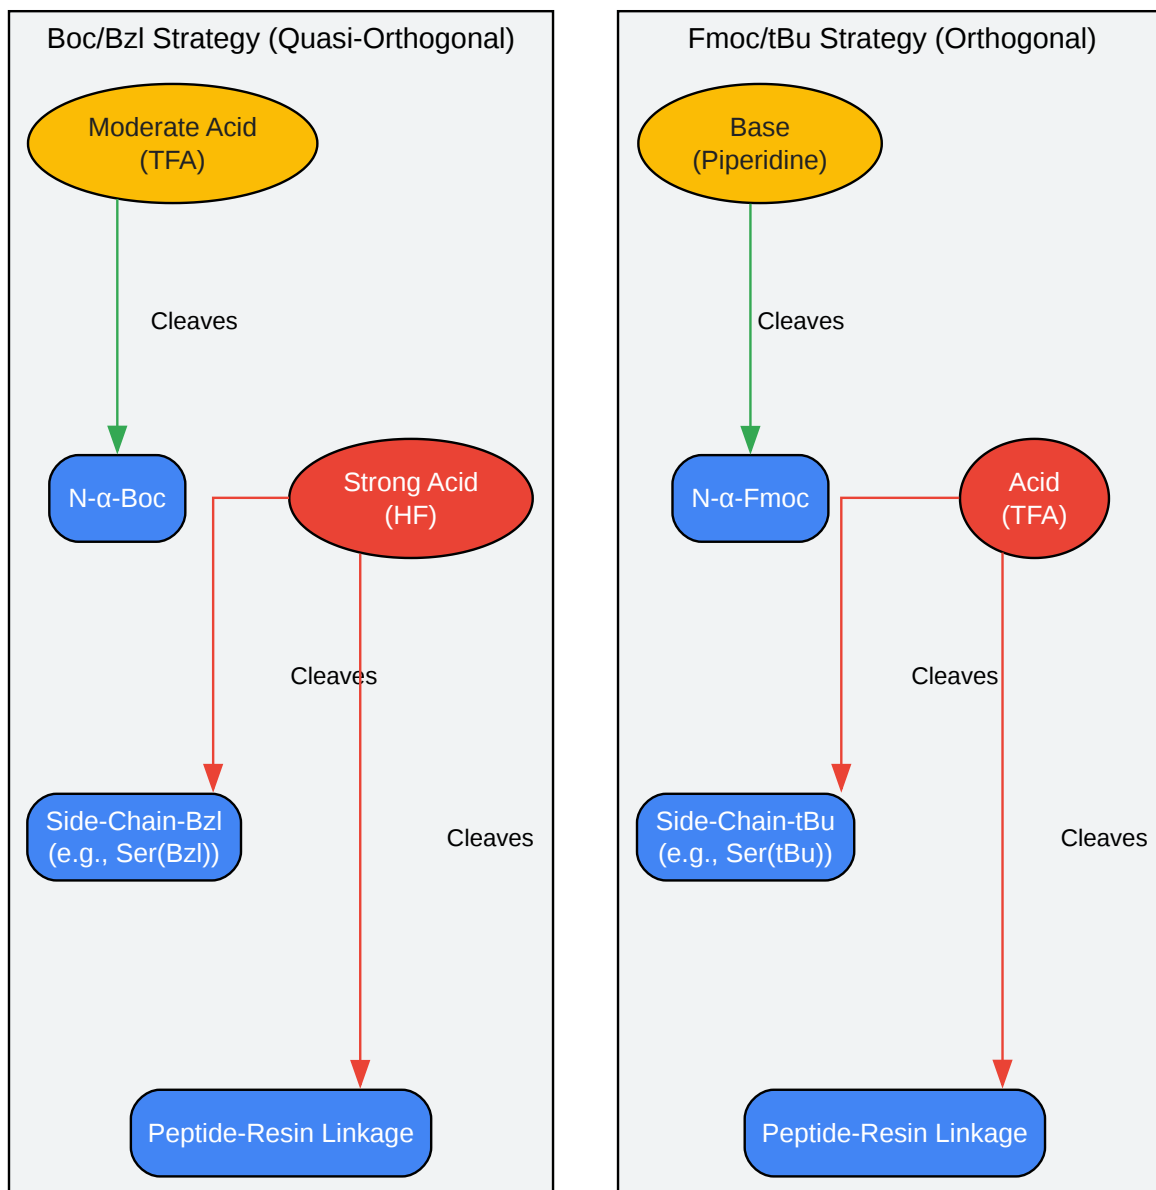 Boc/Bzl Strategy (Quasi-Orthogonal)
Moderate Acid
(TFA)
Cleaves
N-α-Boc
Strong Acid
(HF)
Cleaves
Side-Chain-Bzl
(e.g., Ser(Bzl))
Cleaves
Peptide-Resin Linkage
Fmoc/tBu Strategy (Orthogonal)
Base
(Piperidine)
Cleaves
N-α-Fmoc
Acid
(TFA)
Cleaves
Side-Chain-tBu
(e.g., Ser(tBu))
Cleaves
Peptide-Resin Linkage